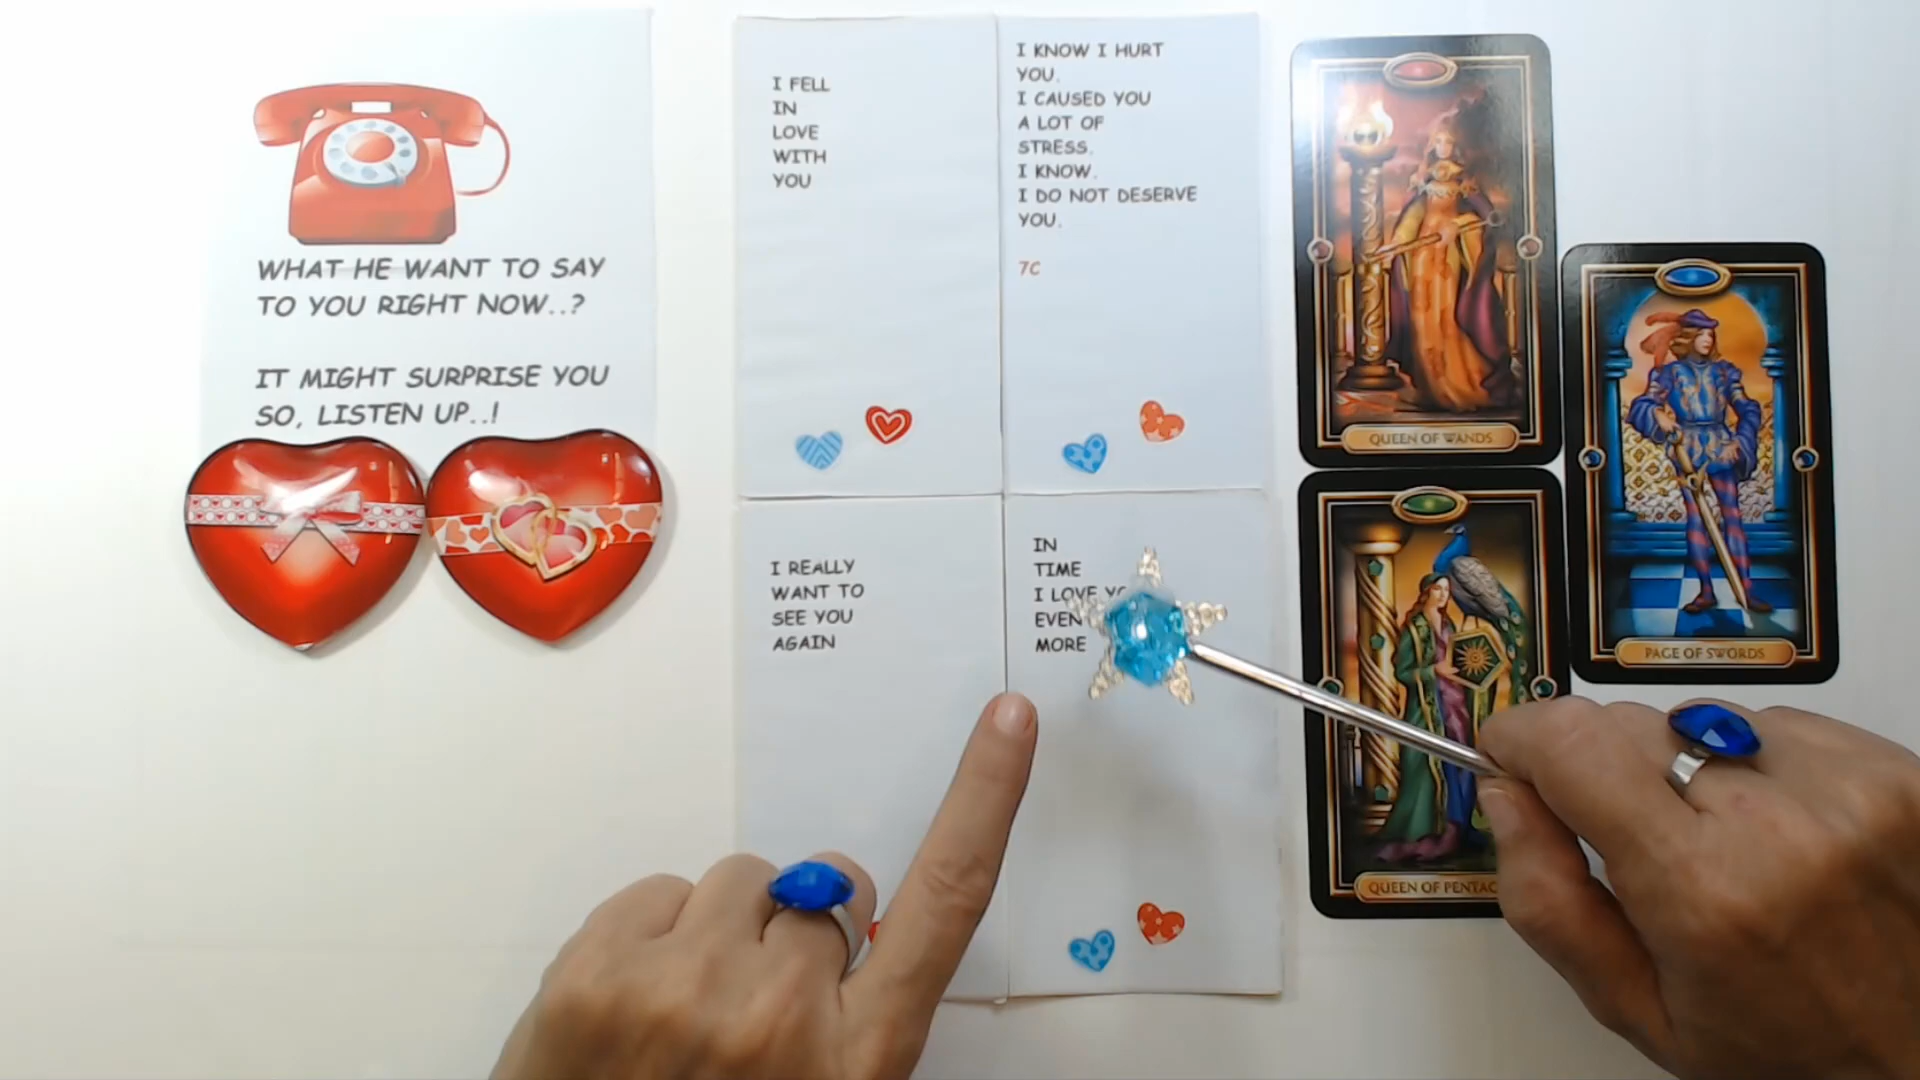 WHAT HE WANT TO SAY
TO YOU RIGHT NOW..?
IT MIGHT SURPRISE YOU
SO, LISTEN UP..!
I FELL
IN
LOVE
WITH
YOU
I KNOW I HURT
YOU.
I CAUSED YOU
A LOT OF
STRESS.
I KNOW.
I DO NOT DESERVE
YOU.
7C
I REALLY
WANT TO
SEE YOU
AGAIN
IN
TIME
I LOVE
EVEN
MORE
QUEEN OF WANDS
PAGE OF SWORDS
QUEEN OF